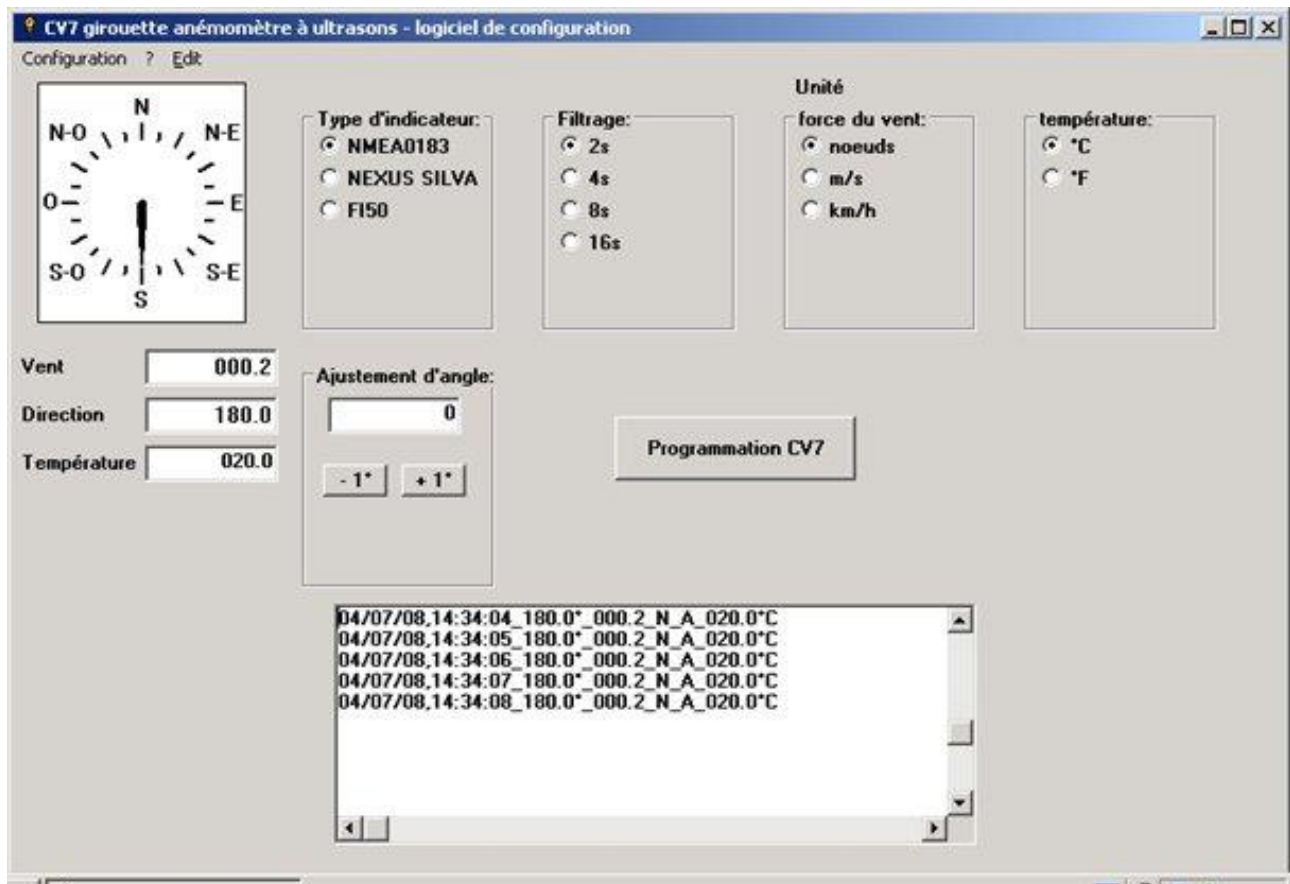 CV7 girouette anémomètre à ultrasons - logiciel de configuration
Configuration ? Edit
N
N-O N-E
O E
S-O S-E
S
Type d'indicateur:
NMEA0183
NEXUS SILVA
FI50
Filtrage:
2s
4s
8s
16s
Unité
force du vent:
noeuds
m/s
km/h
température:
°C
°F
Vent 000.2
Direction 180.0
Température 020.0
Ajustement d'angle:
0
- 1° + 1°
Programmation CV7
04/07/08,14:34:04_180.0°_000.2_N_A_020.0°C
04/07/08,14:34:05_180.0°_000.2_N_A_020.0°C
04/07/08,14:34:06_180.0°_000.2_N_A_020.0°C
04/07/08,14:34:07_180.0°_000.2_N_A_020.0°C
04/07/08,14:34:08_180.0°_000.2_N_A_020.0°C